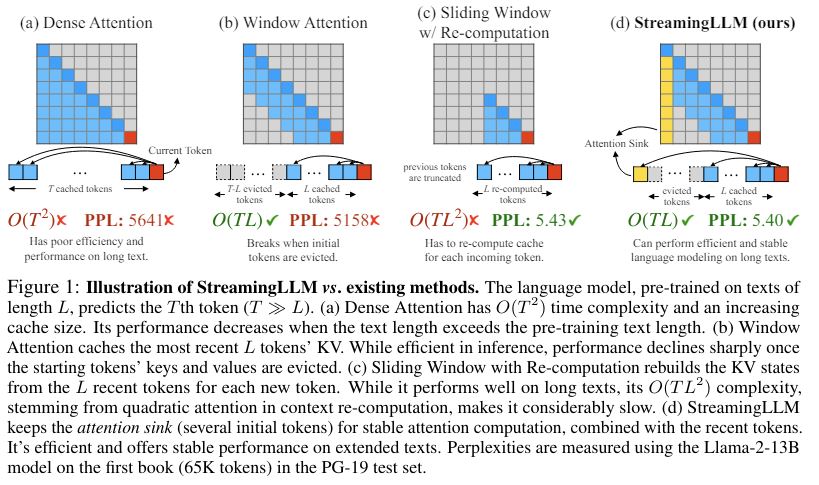 (a) Dense Attention
(b) Window Attention
(c) Sliding Window
w/ Re-computation
(d) StreamingLLM (ours)
Current Token
...
T cached tokens
O(T²)✗ PPL: 5641✗
Has poor efficiency and
performance on long text.
...
T-L evicted
tokens
L cached
tokens
O(TL)✓ PPL: 5158✗
Breaks when initial
tokens are evicted.
previous tokens
are truncated
...
L re-computed
tokens
O(TL²)✗ PPL: 5.43✓
Has to re-compute cache
for each incoming token.
Attention Sink
...
evicted
tokens
L cached
tokens
O(TL)✓ PPL: 5.40✓
Can perform efficient and stable
language modeling on long texts.
Figure 1: Illustration of StreamingLLM vs. existing methods. The language model, pre-trained on texts of
length L, predicts the Tth token (T ≫ L). (a) Dense Attention has O(T²) time complexity and an increasing
cache size. Its performance decreases when the text length exceeds the pre-training text length. (b) Window
Attention caches the most recent L tokens' KV. While efficient in inference, performance declines sharply once
the starting tokens' keys and values are evicted. (c) Sliding Window with Re-computation rebuilds the KV states
from the L recent tokens for each new token. While it performs well on long texts, its O(TL²) complexity,
stemming from quadratic attention in context re-computation, makes it considerably slow. (d) StreamingLLM
keeps the attention sink (several initial tokens) for stable attention computation, combined with the recent tokens.
It's efficient and offers stable performance on extended texts. Perplexities are measured using the Llama-2-13B
model on the first book (65K tokens) in the PG-19 test set.